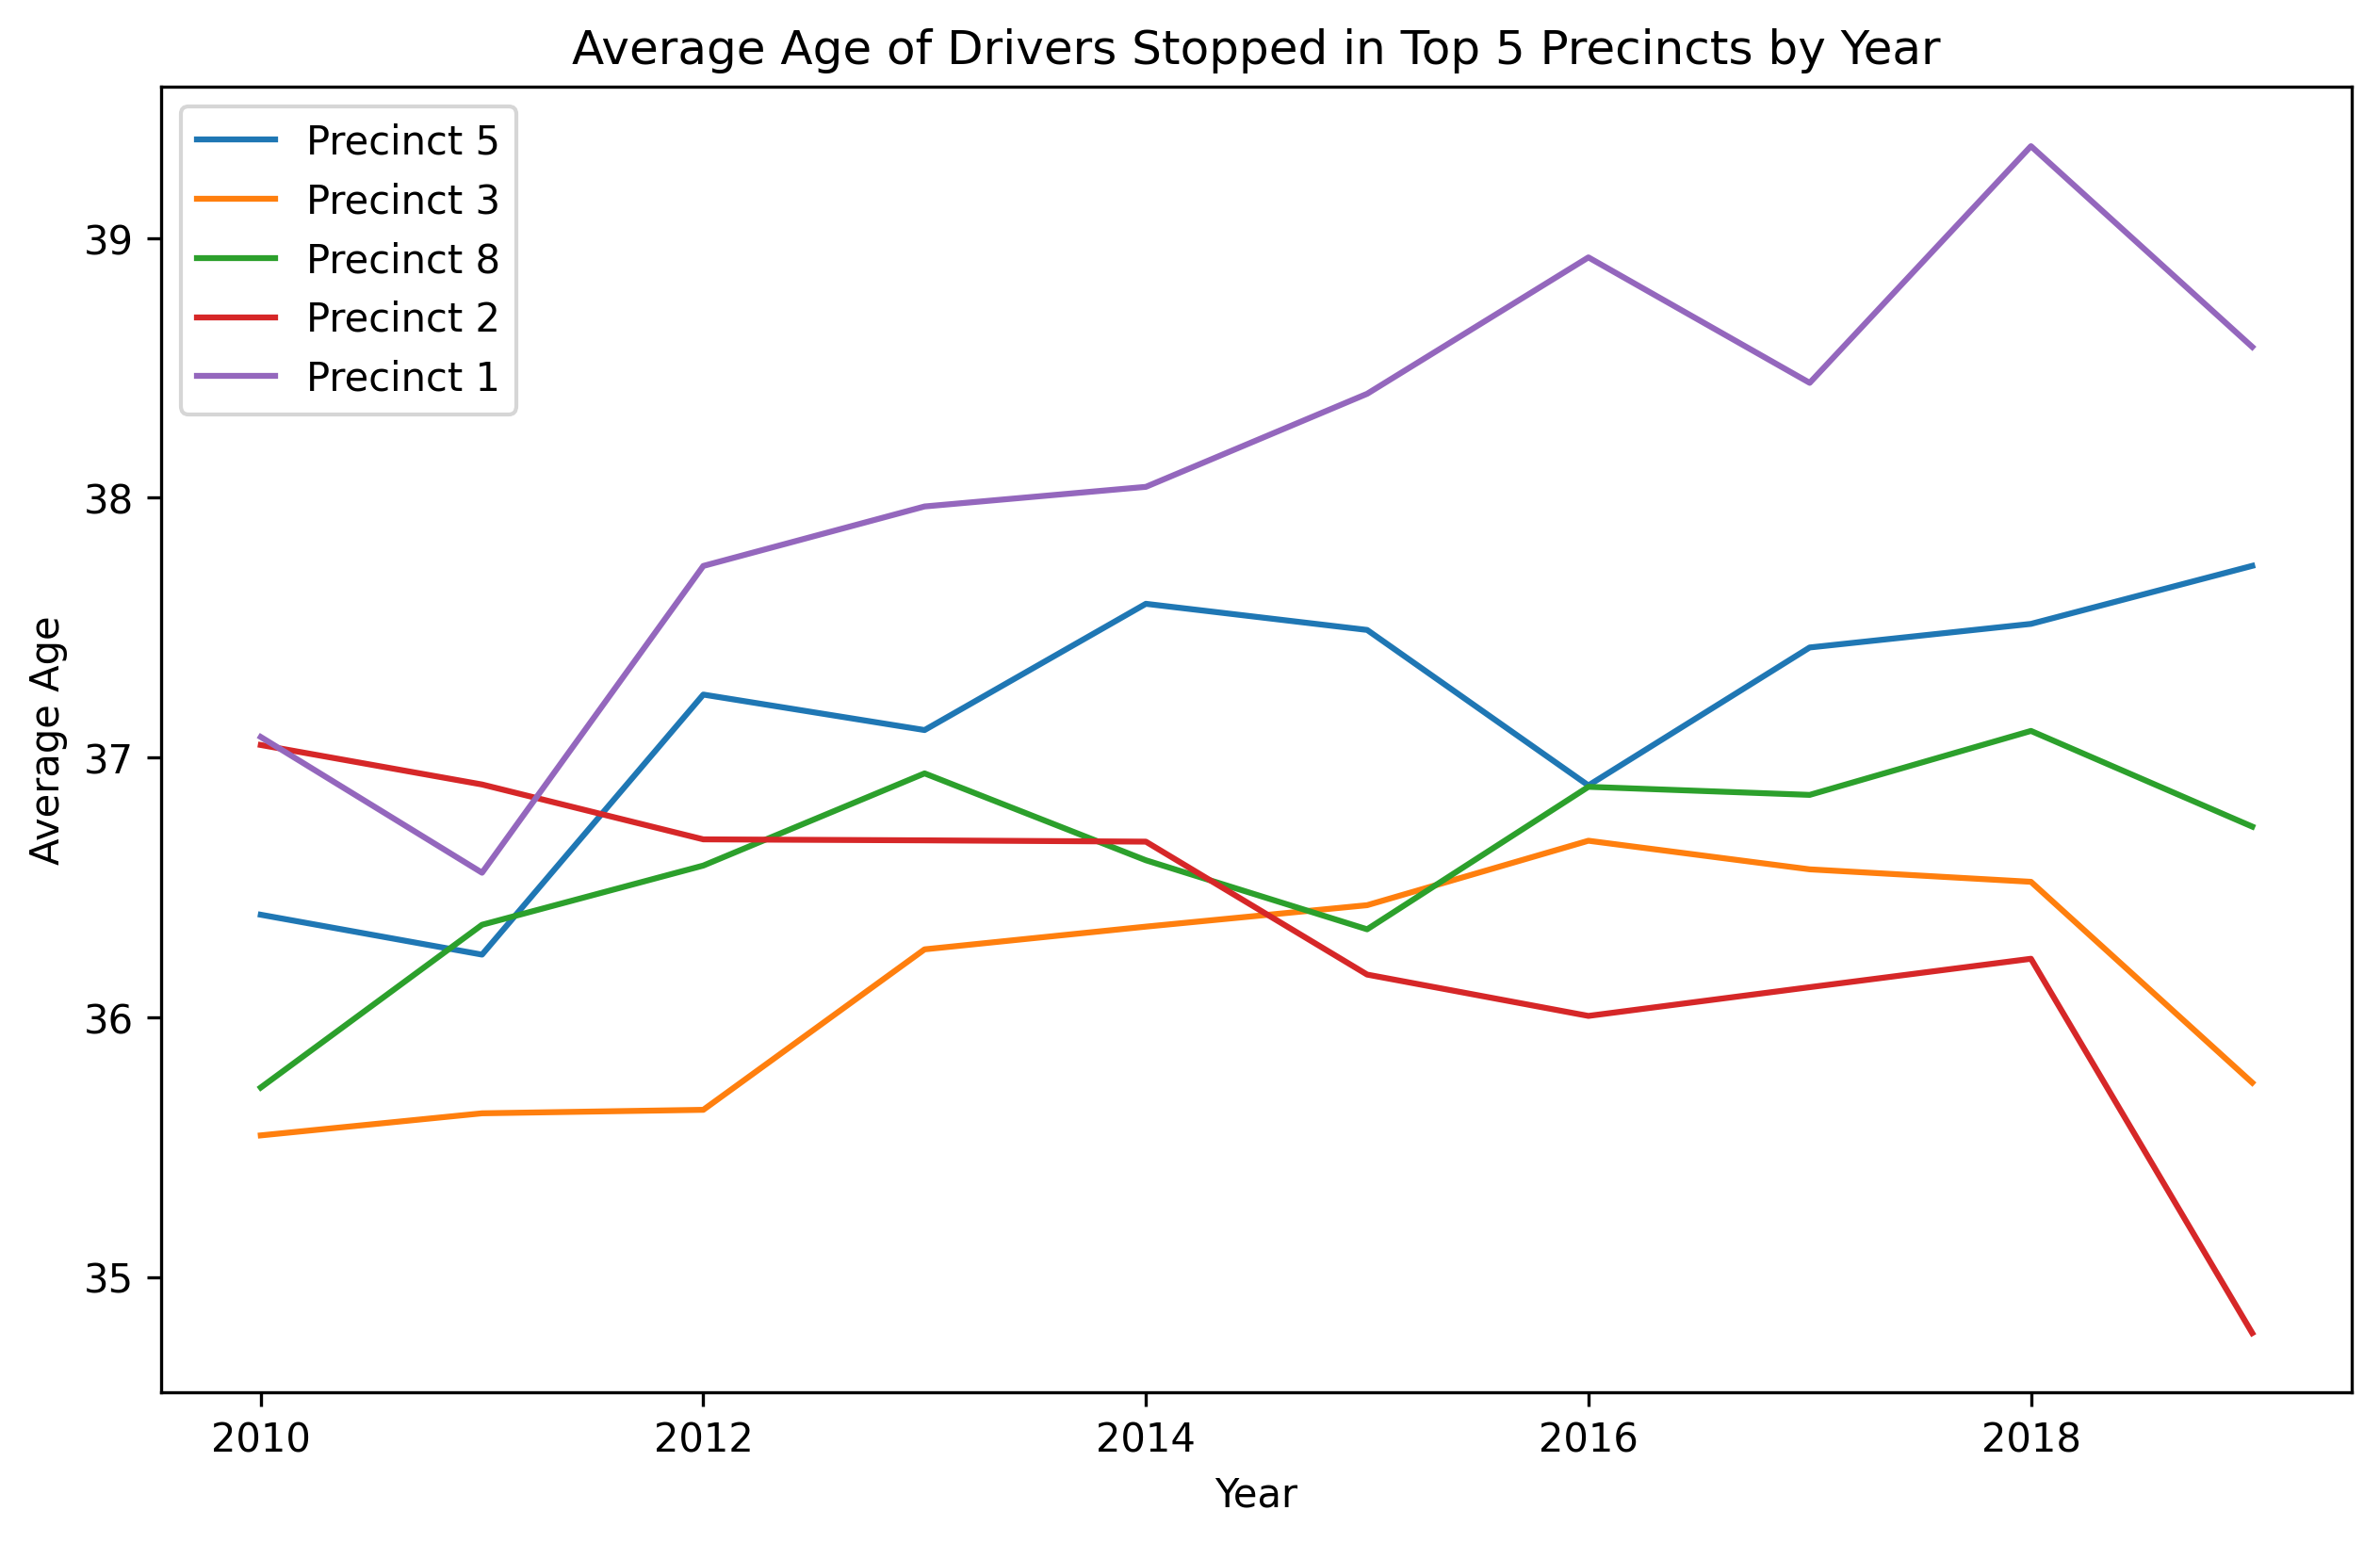 Average Age of Drivers Stopped in Top 5 Precincts by Year
Precinct 5
Precinct 3
Precinct 8
Precinct 2
Precinct 1
39
38
37
36
35
Average Age
2010 2012 2014 2016 2018
Year